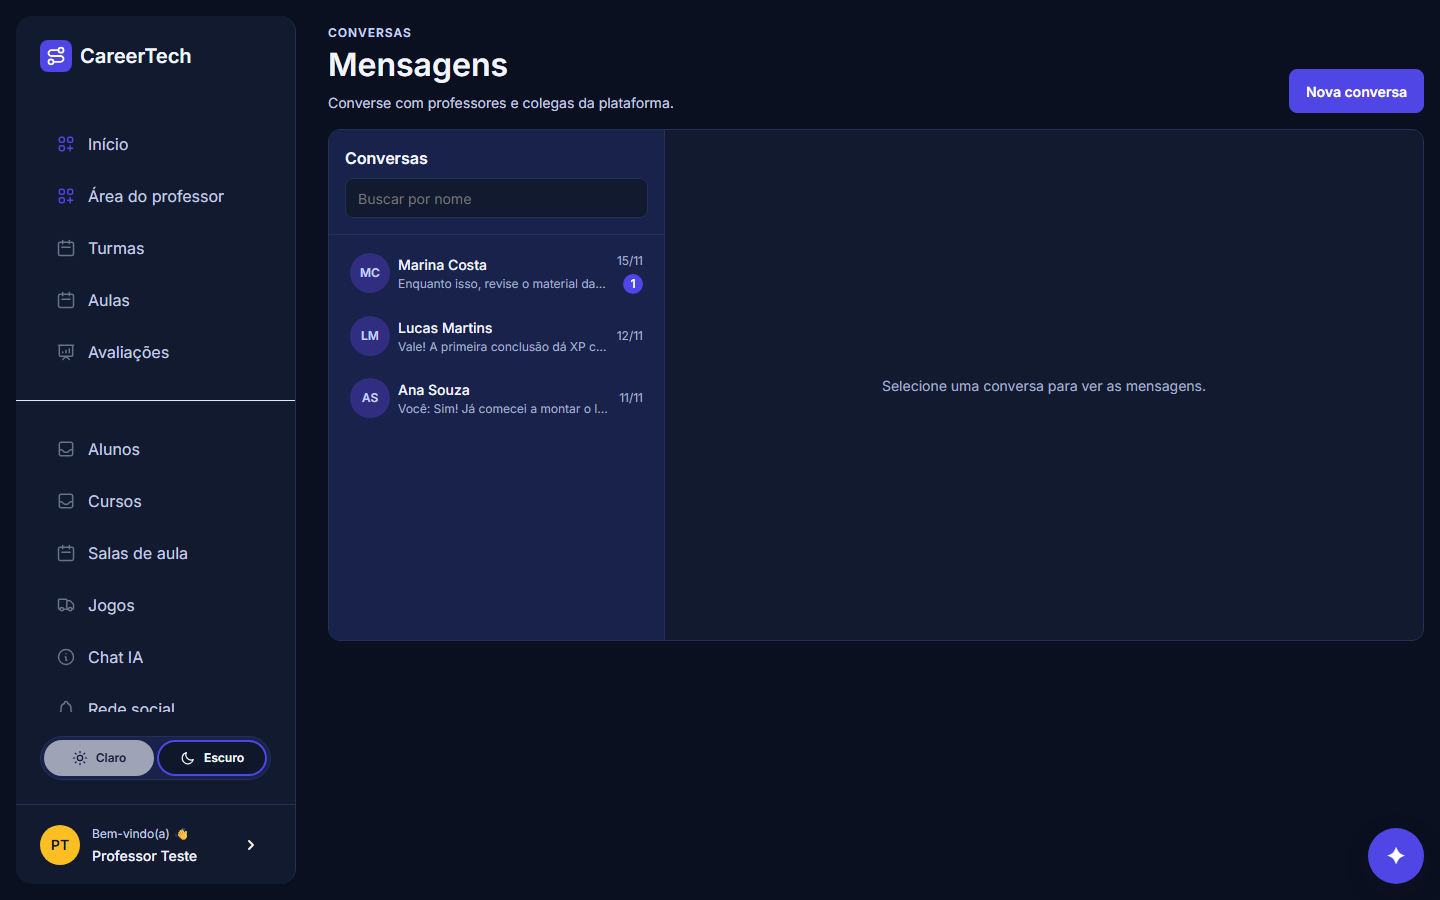 CareerTech
Início
Área do professor
Turmas
Aulas
Avaliações
Alunos
Cursos
Salas de aula
Jogos
Chat IA
Rede social
Claro
Escuro
PT
Bem-vindo(a) 👋
Professor Teste
CONVERSAS
Mensagens
Converse com professores e colegas da plataforma.
Nova conversa
Conversas
Buscar por nome
MC
Marina Costa
15/11
Enquanto isso, revise o material da...
1
LM
Lucas Martins
12/11
Vale! A primeira conclusão dá XP c...
AS
Ana Souza
11/11
Você: Sim! Já comecei a montar o l...
Selecione uma conversa para ver as mensagens.